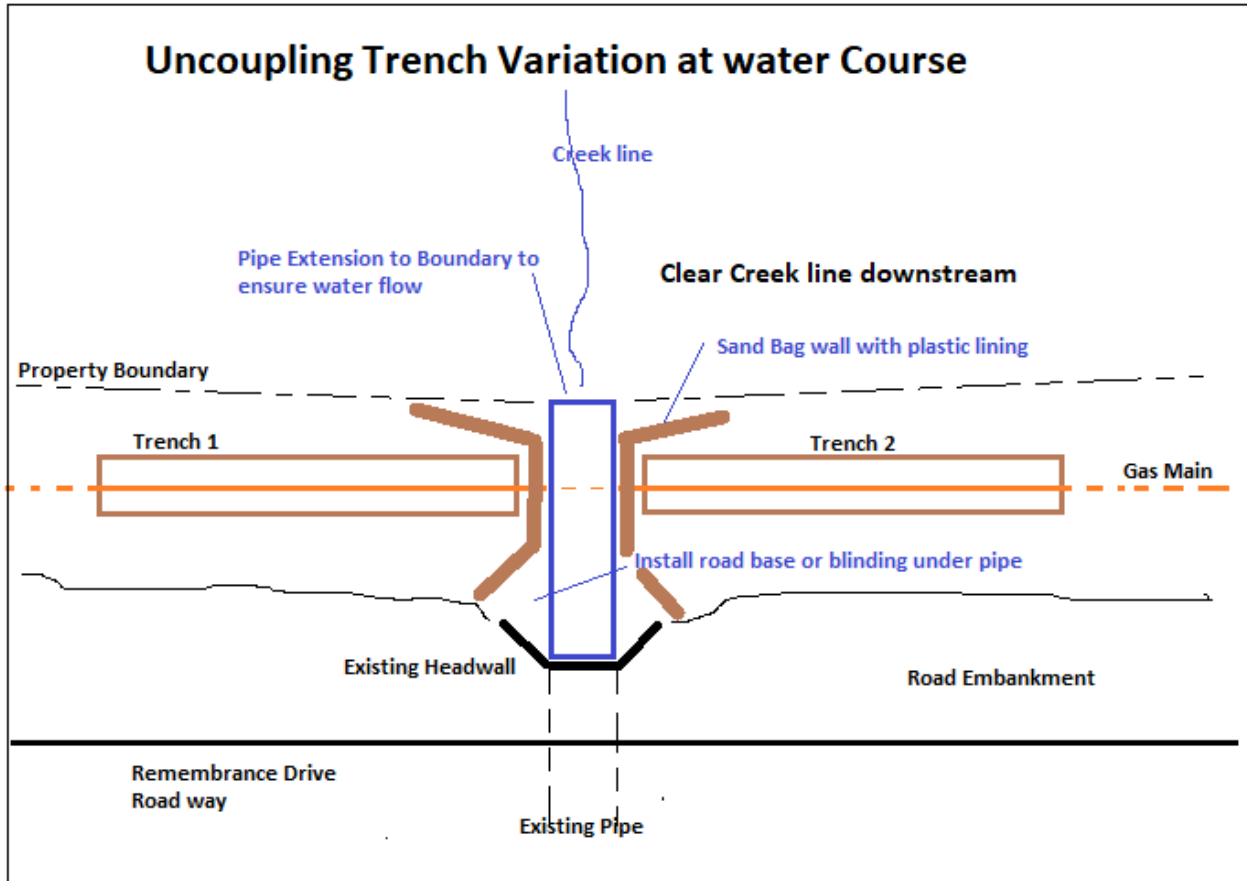 Uncoupling Trench Variation at water Course
Creek line
Pipe Extension to Boundary to
ensure water flow
Clear Creek line downstream
Sand Bag wall with plastic lining
Property Boundary
Trench 1
Trench 2
Gas Main
Install road base or blinding under pipe
Existing Headwall
Road Embankment
Remembrance Drive
Road way
Existing Pipe